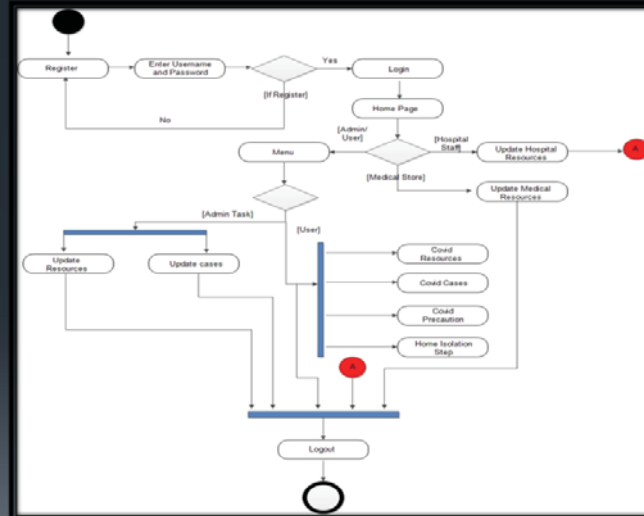 Register
Enter Username
and Password
Yes
Login
[If Register]
No
Home Page
[Admin/
User]
[Hospital
Staff]
Menu
Update Hospital
Resources
A
[Medical Store]
Update Medical
Resources
[Admin Task]
[User]
Update
Resources
Update cases
Covid
Resources
Covid Cases
Covid
Precaution
Home Isolation
Step
A
Logout